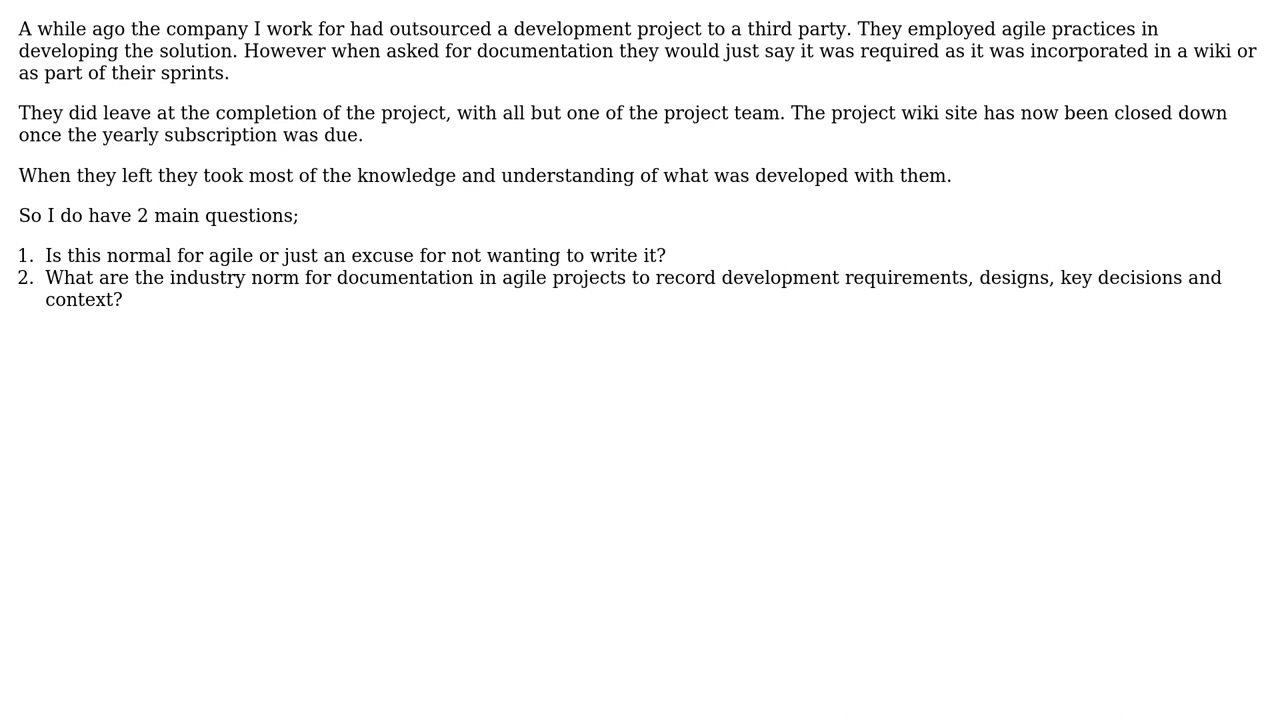 A while ago the company I work for had outsourced a development project to a third party. They employed agile practices in
developing the solution. However when asked for documentation they would just say it was required as it was incorporated in a wiki or
as part of their sprints.
They did leave at the completion of the project, with all but one of the project team. The project wiki site has now been closed down
once the yearly subscription was due.
When they left they took most of the knowledge and understanding of what was developed with them.
So I do have 2 main questions;
1. Is this normal for agile or just an excuse for not wanting to write it?
2. What are the industry norm for documentation in agile projects to record development requirements, designs, key decisions and
context?